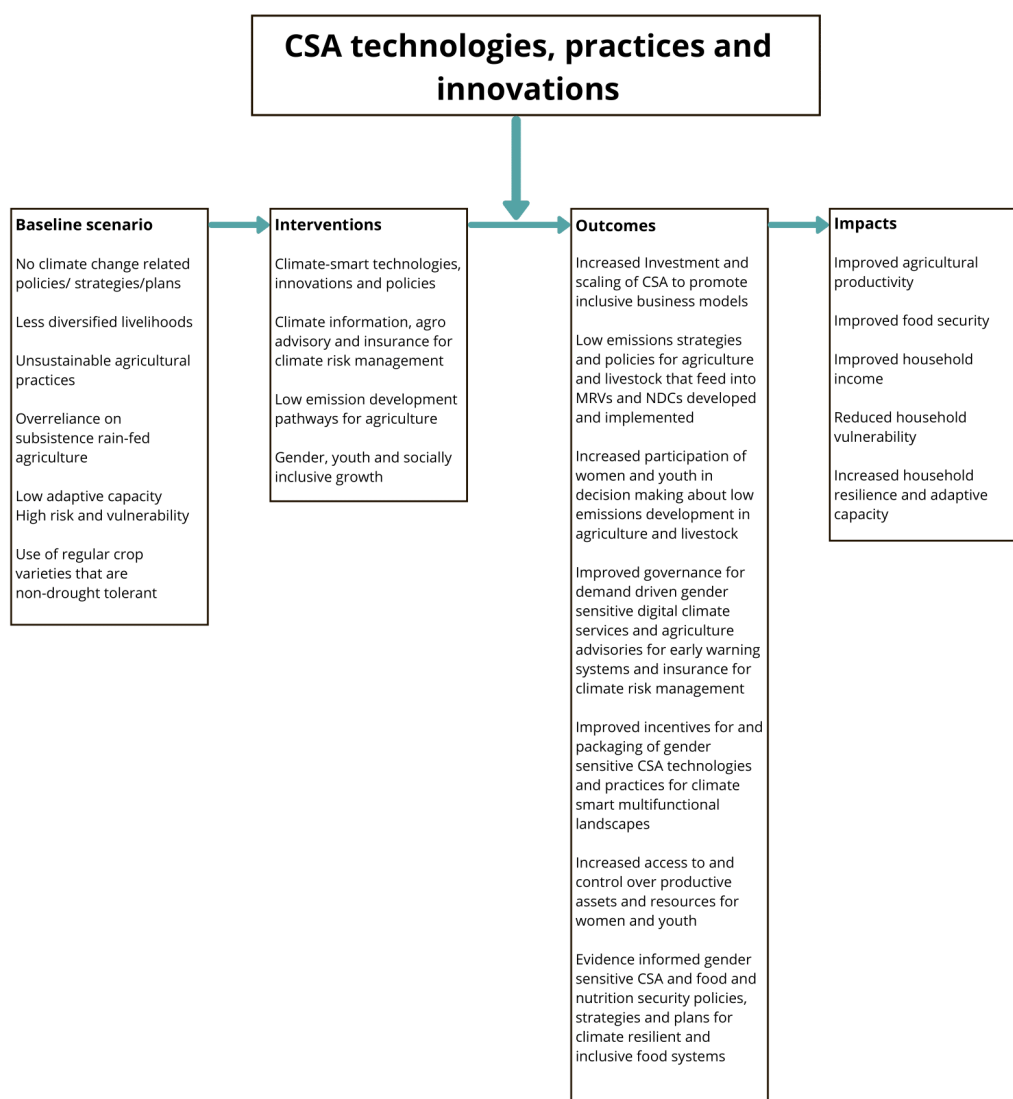 CSA technologies, practices and
innovations
Baseline scenario
No climate change related
policies/ strategies/plans
Less diversified livelihoods
Unsustainable agricultural
practices
Overreliance on
subsistence rain-fed
agriculture
Low adaptive capacity
High risk and vulnerability
Use of regular crop
varieties that are
non-drought tolerant
Interventions
Climate-smart technologies,
innovations and policies
Climate information, agro
advisory and insurance for
climate risk management
Low emission development
pathways for agriculture
Gender, youth and socially
inclusive growth
Outcomes
Increased Investment and
scaling of CSA to promote
inclusive business models
Low emissions strategies
and policies for agriculture
and livestock that feed into
MRVs and NDCs developed
and implemented
Increased participation of
women and youth in
decision making about low
emissions development in
agriculture and livestock
Improved governance for
demand driven gender
sensitive digital climate
services and agriculture
advisories for early warning
systems and insurance for
climate risk management
Improved incentives for and
packaging of gender
sensitive CSA technologies
and practices for climate
smart multifunctional
landscapes
Increased access to and
control over productive
assets and resources for
women and youth
Evidence informed gender
sensitive CSA and food and
nutrition security policies,
strategies and plans for
climate resilient and
inclusive food systems
Impacts
Improved agricultural
productivity
Improved food security
Improved household
income
Reduced household
vulnerability
Increased household
resilience and adaptive
capacity